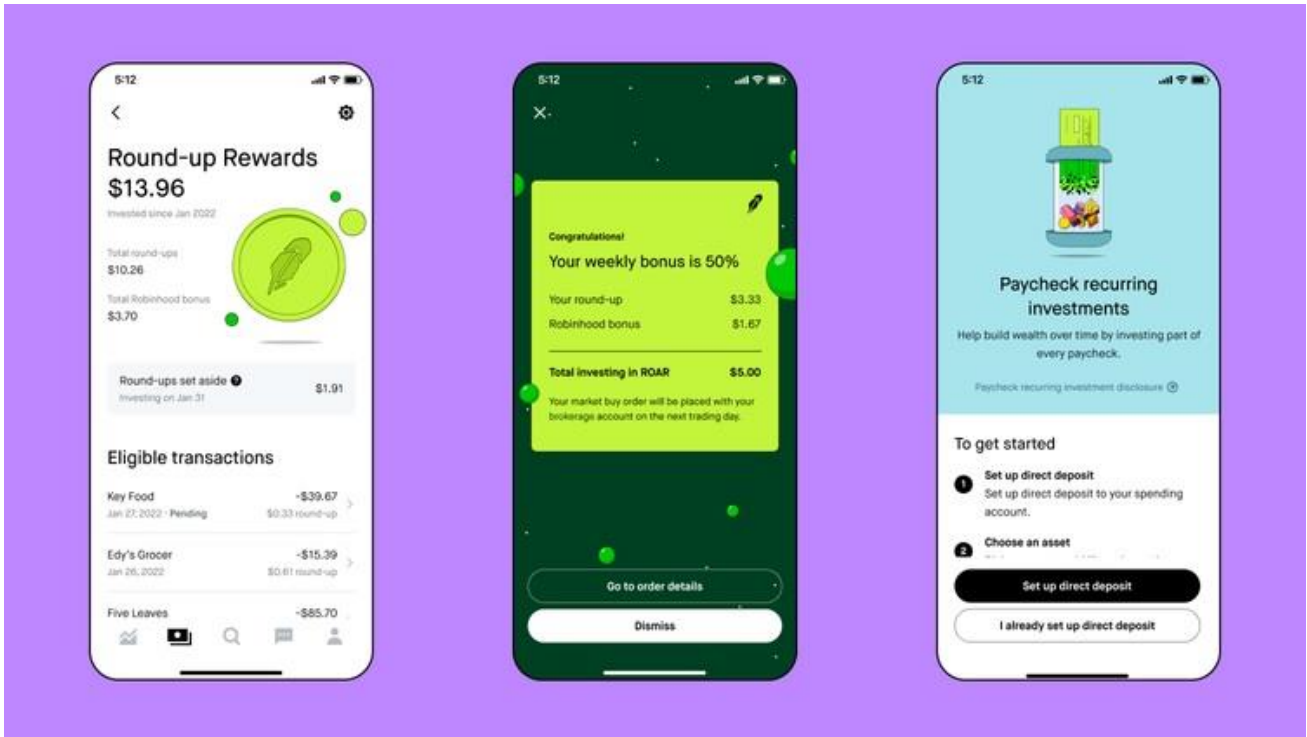 5:12
Round-up Rewards
$13.96
Invested since Jan 2022
Total round-ups
$10.26
Total Robinhood bonus
$3.70
Round-ups set aside
$1.91
Investing on Jan 31
Eligible transactions
Key Food -$39.67
Jan 27, 2022 · Pending $0.33 round-up
Edy's Grocer -$15.39
Jan 26, 2022 $0.61 round-up
Five Leaves -$85.70
5:12
Congratulations!
Your weekly bonus is 50%
Your round-up $3.33
Robinhood bonus $1.67
Total investing in ROAR $5.00
Your market buy order will be placed with your
brokerage account on the next trading day.
Go to order details
Dismiss
5:12
Paycheck recurring
investments
Help build wealth over time by investing part of
every paycheck.
Paycheck recurring investment disclosure
To get started
1 Set up direct deposit
Set up direct deposit to your spending
account.
2 Choose an asset
Set up direct deposit
I already set up direct deposit